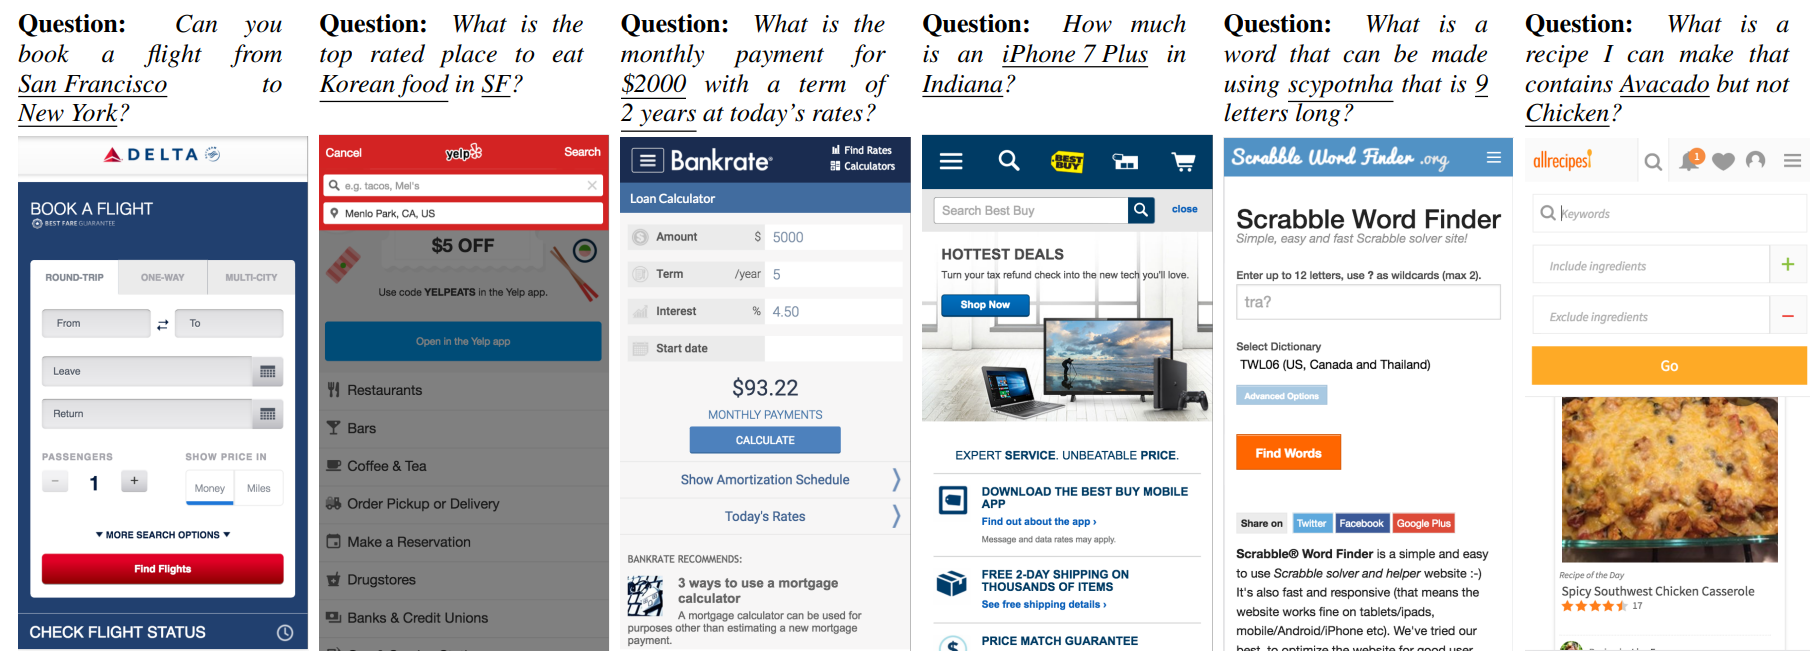 Question: Can you
book a flight from
San Francisco to
New York?
DELTA
BOOK A FLIGHT
BEST FARE GUARANTEE
ROUND-TRIP ONE-WAY MULTI-CITY
From To
Leave
Return
PASSENGERS SHOW PRICE IN
− 1 + Money Miles
▼ MORE SEARCH OPTIONS ▼
Find Flights
CHECK FLIGHT STATUS
Question: What is the
top rated place to eat
Korean food in SF?
Cancel yelp Search
e.g. tacos, Mel's
Menlo Park, CA, US
$5 OFF
Use code YELPEATS in the Yelp app.
Open in the Yelp app
Restaurants
Bars
Coffee & Tea
Order Pickup or Delivery
Make a Reservation
Drugstores
Banks & Credit Unions
Question: What is the
monthly payment for
$2000 with a term of
2 years at today's rates?
Bankrate
Find Rates
Calculators
Loan Calculator
Amount $ 5000
Term /year 5
Interest % 4.50
Start date
$93.22
MONTHLY PAYMENTS
CALCULATE
Show Amortization Schedule
Today's Rates
BANKRATE RECOMMENDS:
3 ways to use a mortgage
calculator
A mortgage calculator can be used for
purposes other than estimating a new mortgage
payment.
Question: How much
is an iPhone 7 Plus in
Indiana?
BEST BUY
Search Best Buy close
HOTTEST DEALS
Turn your tax refund check into the new tech you'll love.
Shop Now
EXPERT SERVICE. UNBEATABLE PRICE.
DOWNLOAD THE BEST BUY MOBILE
APP
Find out about the app ›
Message and data rates may apply.
FREE 2-DAY SHIPPING ON
THOUSANDS OF ITEMS
See free shipping details ›
PRICE MATCH GUARANTEE
Question: What is a
word that can be made
using scypotnha that is 9
letters long?
Scrabble Word Finder .org
Scrabble Word Finder
Simple, easy and fast Scrabble solver site!
Enter up to 12 letters, use ? as wildcards (max 2).
tra?
Select Dictionary
TWL06 (US, Canada and Thailand)
Advanced Options
Find Words
Share on Twitter Facebook Google Plus
Scrabble® Word Finder is a simple and easy
to use Scrabble solver and helper website :-)
It's also fast and responsive (that means the
website works fine on tablets/ipads,
mobile/Android/iPhone etc). We've tried our
best, to optimize the website for good user
Question: What is a
recipe I can make that
contains Avacado but not
Chicken?
allrecipes 1
Keywords
Include ingredients +
Exclude ingredients −
Go
Recipe of the Day
Spicy Southwest Chicken Casserole
17